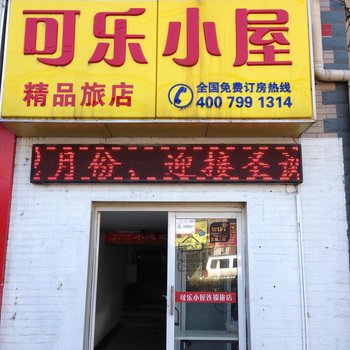 可乐小屋
精品旅店
全国免费订房热线
400 799 1314
月份、迎接圣
WIFI
可乐小屋连锁旅店